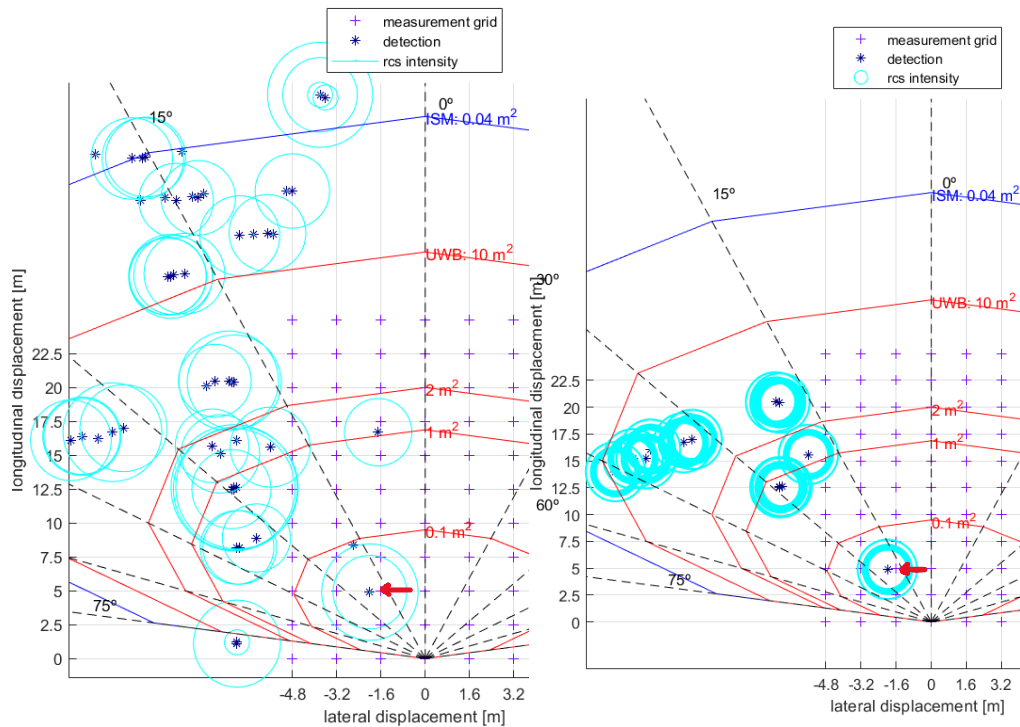 measurement grid
detection
rcs intensity
0º
15º
ISM: 0.04 m2
UWB: 10 m2
22.5
20
2 m2
17.5
1 m2
15
12.5
10
0.1 m2
7.5
5
75º
2.5
0
-4.8
-3.2
-1.6
0
1.6
3.2
lateral displacement [m]
longitudinal displacement [m]
measurement grid
detection
rcs intensity
0º
15º
ISM: 0.04 m2
30º
UWB: 10 m2
22.5
20
2 m2
17.5
1 m2
15
12.5
60º
10
0.1 m2
7.5
5
75º
2.5
0
-4.8
-3.2
-1.6
0
1.6
3.2
lateral displacement [m]
longitudinal displacement [m]